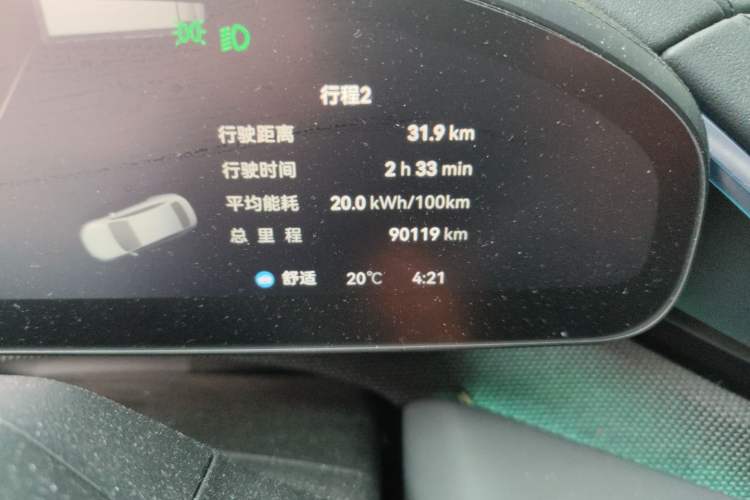 行程2
行驶距离 31.9 km
行驶时间 2 h 33 min
平均能耗 20.0 kWh/100km
总里程 90119 km
舒适 20℃ 4:21